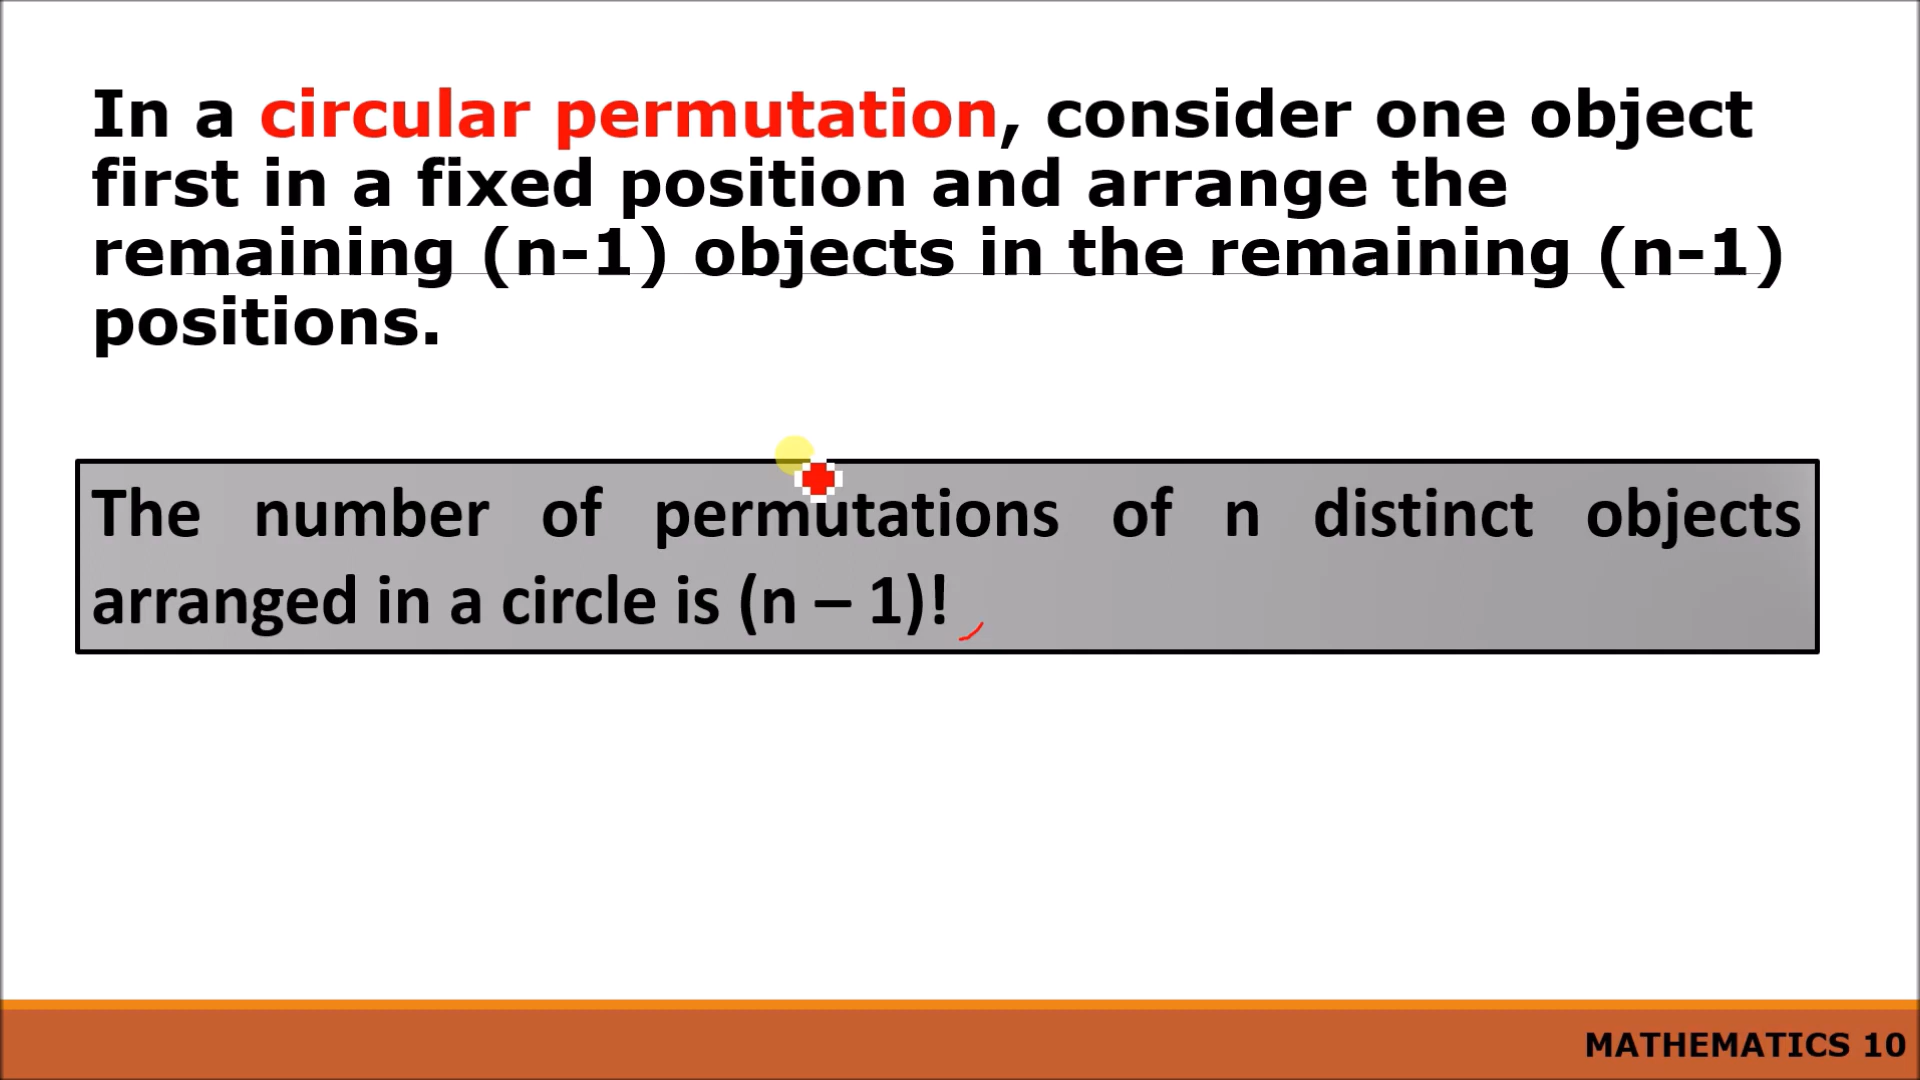 In a circular permutation, consider one object
first in a fixed position and arrange the
remaining (n-1) objects in the remaining (n-1)
positions.
The number of permutations of n distinct objects
arranged in a circle is (n – 1)!
MATHEMATICS 10